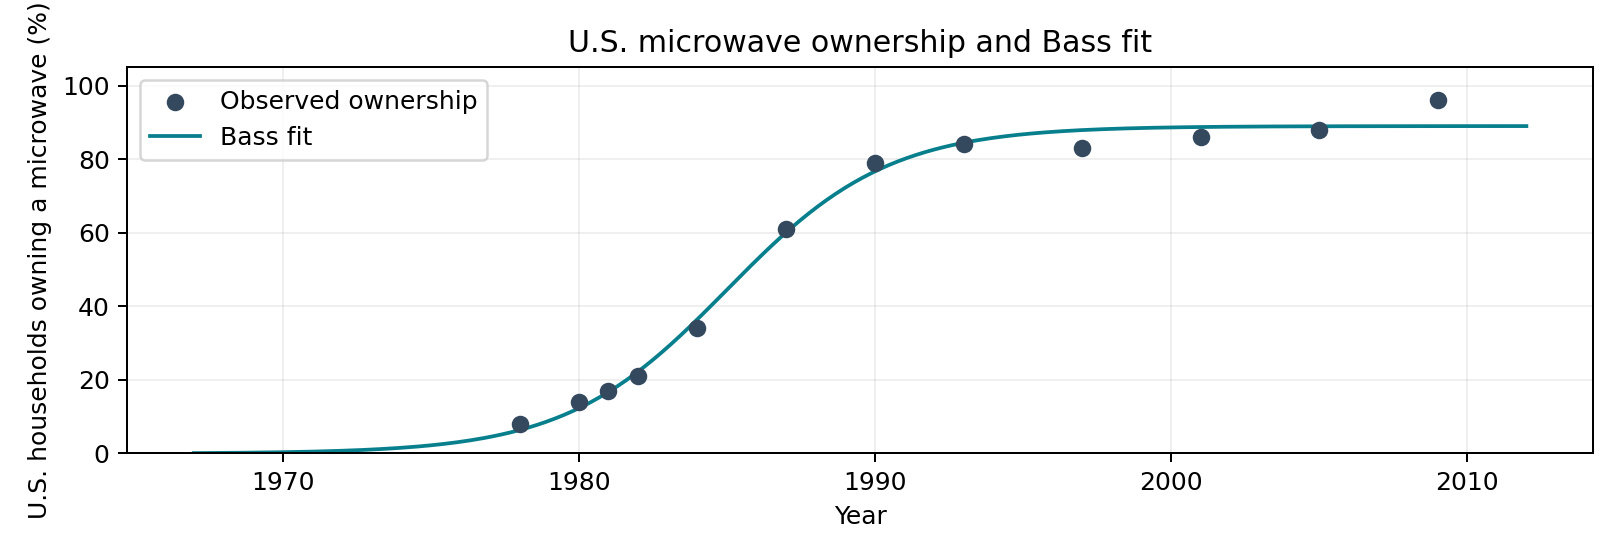 U.S. microwave ownership and Bass fit
U.S. households owning a microwave (%)
100
80
60
40
20
0
Observed ownership
Bass fit
1970
1980
1990
2000
2010
Year